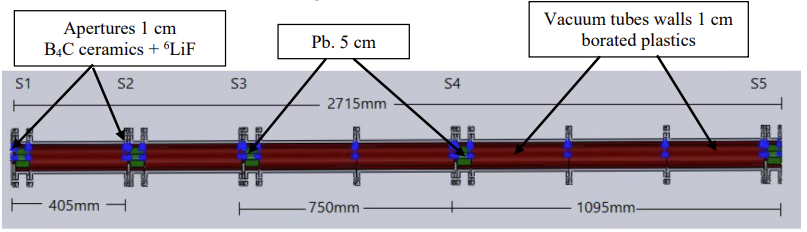 Apertures 1 cm
B₄C ceramics + ⁶LiF
Pb. 5 cm
Vacuum tubes walls 1 cm
borated plastics
S1
S2
S3
S4
S5
2715mm
405mm
750mm
1095mm